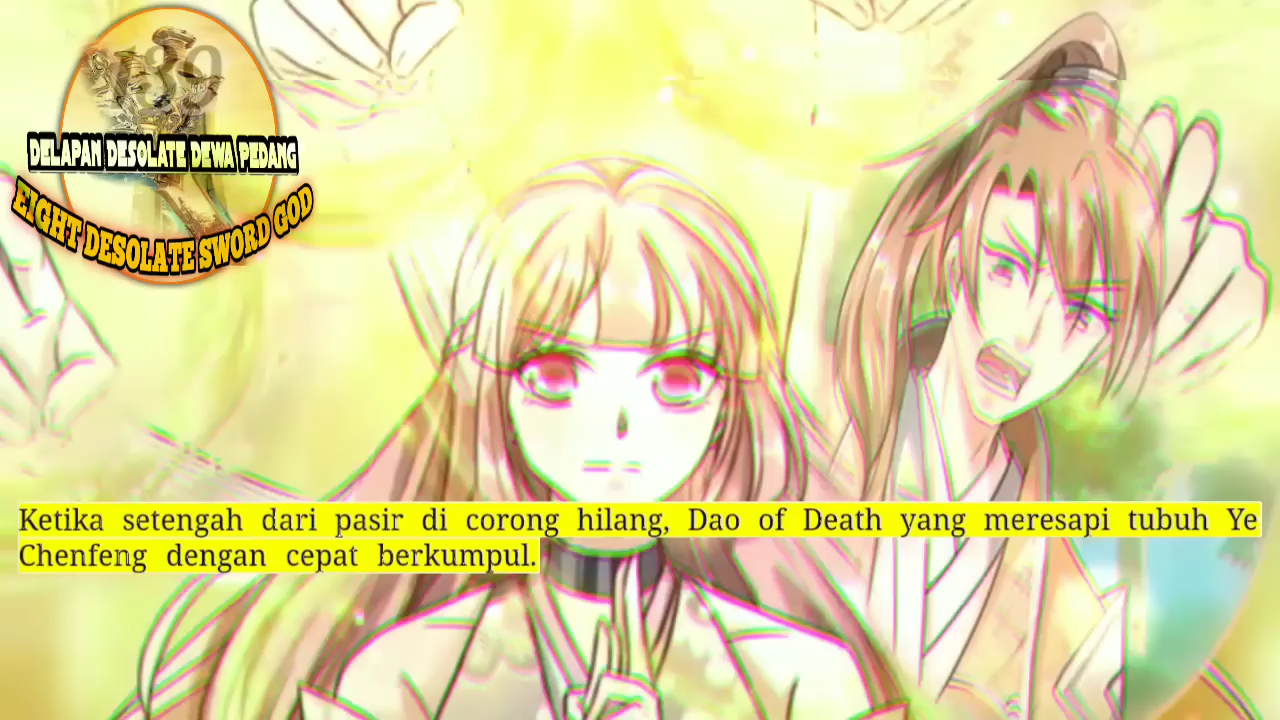 189
DELAPAN DESOLATE DEWA PEDANG
EIGHT DESOLATE SWORD GOD
Ketika setengah dari pasir di corong hilang, Dao of Death yang meresapi tubuh Ye
Chenfeng dengan cepat berkumpul.